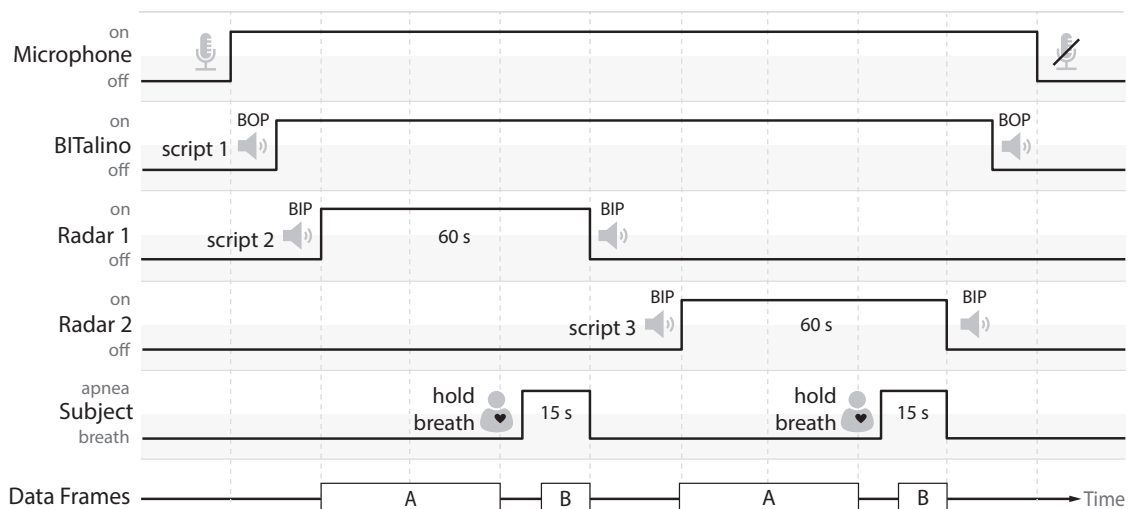 on
Microphone
off
on
BOP
BOP
BITalino
script 1
off
on
BIP
BIP
Radar 1
script 2
60 s
off
on
BIP
BIP
Radar 2
script 3
60 s
off
apnea
hold
hold
Subject
15 s
15 s
breath
breath
breath
Data Frames
A
B
A
B
Time